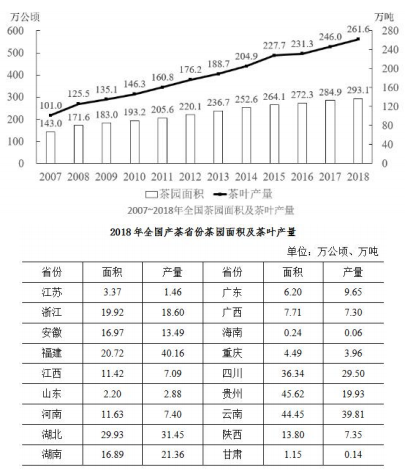 万公顷 万吨
600 500 400 300 200 100 0
280 240 200 160 120 80 40 0
101.0 125.5 135.1 146.3 160.8 176.2 188.7 204.9 227.7 231.3 246.0 261.6
143.0 171.6 183.0 193.2 205.6 220.1 236.7 252.6 264.1 272.3 284.9 293.1
2007 2008 2009 2010 2011 2012 2013 2014 2015 2016 2017 2018
茶园面积 茶叶产量
2007~2018年全国茶园面积及茶叶产量
2018年全国产茶省份茶园面积及茶叶产量
单位：万公顷、万吨
省份 面积 产量 省份 面积 产量
江苏 3.37 1.46 广东 6.20 9.65
浙江 19.92 18.60 广西 7.71 7.30
安徽 16.97 13.49 海南 0.24 0.06
福建 20.72 40.16 重庆 4.49 3.96
江西 11.42 7.09 四川 36.34 29.50
山东 2.20 2.88 贵州 45.62 19.93
河南 11.63 7.40 云南 44.45 39.81
湖北 29.93 31.45 陕西 13.80 7.35
湖南 16.89 21.36 甘肃 1.15 0.14